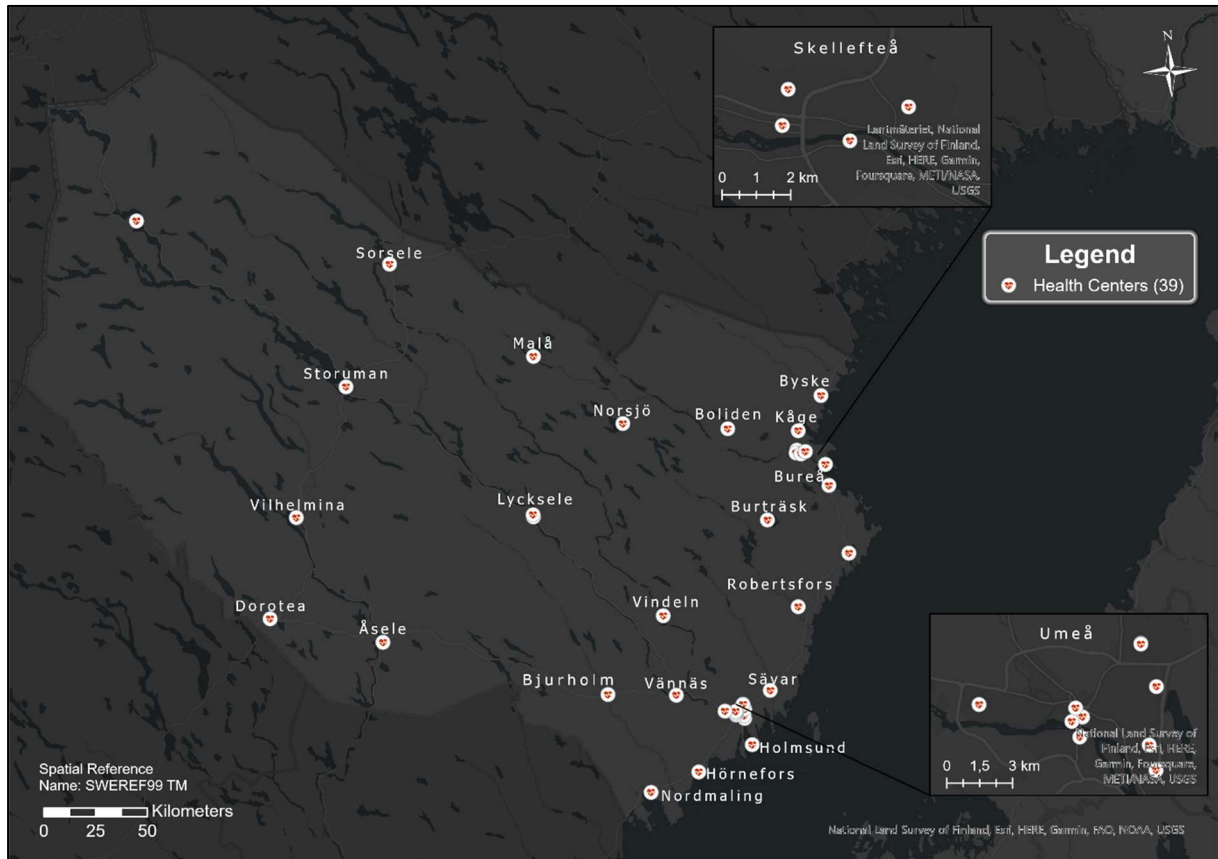 Skellefteå
N
Lantmäteriet, National
Land Survey of Finland,
Esri, HERE, Garmin,
Foursquare, METI/NASA,
USGS
0 1 2 km
Legend
Health Centers (39)
Sorsele
Malå
Storuman
Byske
Norsjö
Boliden
Kåge
Bureå
Vilhelmina
Lycksele
Burträsk
Robertsfors
Dorotea
Vindeln
Åsele
Umeå
Bjurholm
Vännäs
Sävar
National Land Survey of
Finland, Esri, HERE,
Garmin, Foursquare,
METI/NASA, USGS
0 1,5 3 km
Holmsund
Hörnefors
Nordmaling
Spatial Reference
Name: SWEREF99 TM
Kilometers
0 25 50
National Land Survey of Finland, Esri, HERE, Garmin, FAO, NOAA, USGS